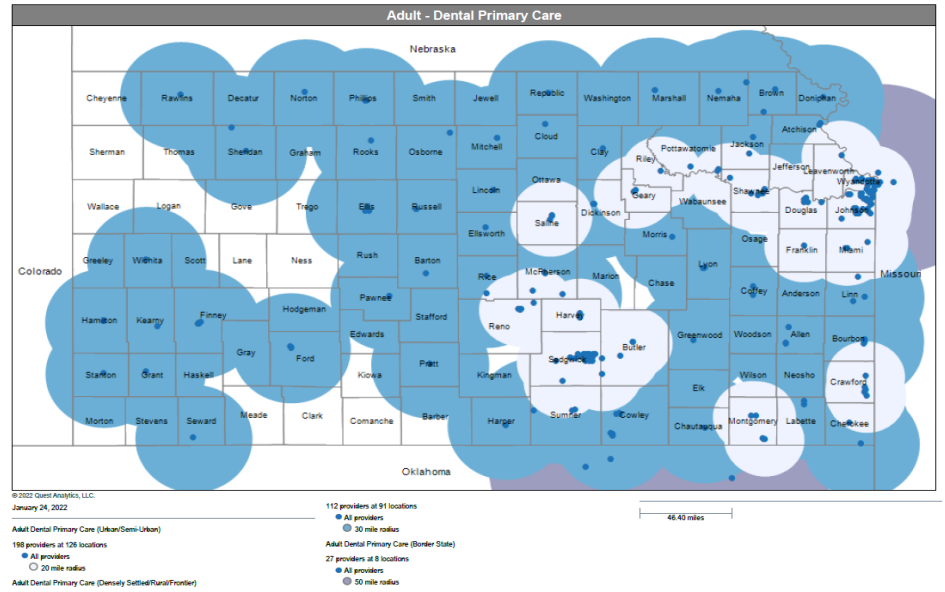 Adult - Dental Primary Care
Nebraska
Cheyenne Rawlins Decatur Norton Phillips Smith Jewell Republic Washington Marshall Nemaha Brown Doniphan
Sherman Thomas Sheridan Graham Rooks Osborne Mitchell Cloud Clay Riley Pottawatomie Jackson Atchison
Jefferson Leavenworth
Wallace Logan Gove Trego Ellis Russell Lincoln Ottawa Geary Wabaunsee Shawnee Wyandotte
Saline Dickinson Douglas Johnson
Colorado Greeley Wichita Scott Lane Ness Rush Barton Ellsworth Morris Osage Franklin Miami Missouri
Rice McPherson Marion Chase Lyon
Hamilton Kearny Finney Hodgeman Pawnee Stafford Reno Harvey Coffey Anderson Linn
Gray Ford Edwards Sedgwick Butler Greenwood Woodson Allen Bourbon
Stanton Grant Haskell Kiowa Pratt Kingman Elk Wilson Neosho Crawford
Morton Stevens Seward Meade Clark Comanche Barber Harper Sumner Cowley Chautauqua Montgomery Labette Cherokee
Oklahoma
© 2022 Quest Analytics, LLC.
January 24, 2022
Adult Dental Primary Care (Urban/Semi-Urban)
198 providers at 126 locations
All providers
20 mile radius
Adult Dental Primary Care (Densely Settled/Rural/Frontier)
112 providers at 91 locations
All providers
30 mile radius
Adult Dental Primary Care (Border State)
27 providers at 8 locations
All providers
50 mile radius
46.40 miles